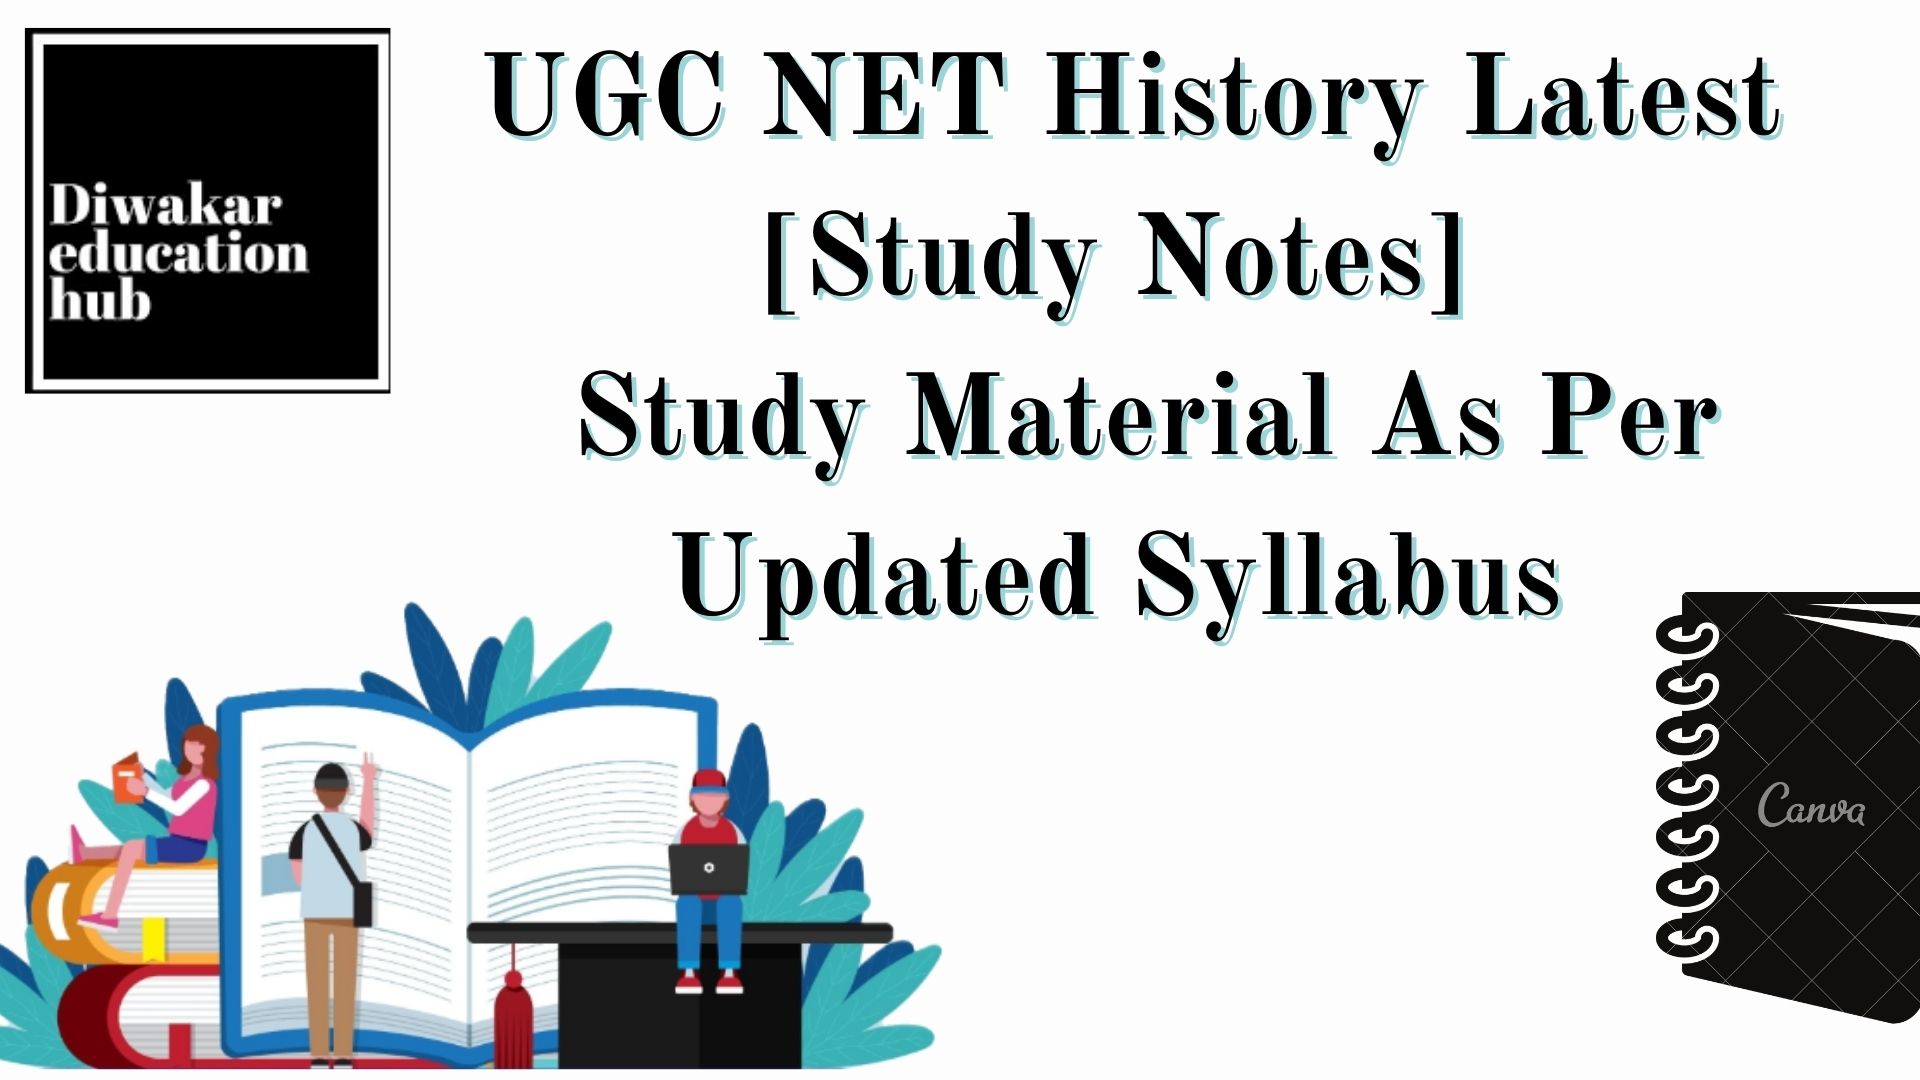 Diwakar
education
hub
UGC NET History Latest
[Study Notes]
Study Material As Per
Updated Syllabus
Canva